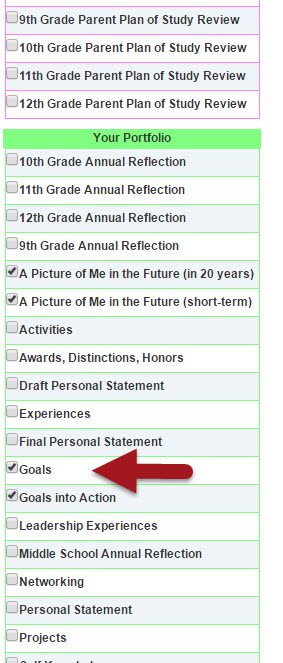 9th Grade Parent Plan of Study Review
10th Grade Parent Plan of Study Review
11th Grade Parent Plan of Study Review
12th Grade Parent Plan of Study Review
Your Portfolio
10th Grade Annual Reflection
11th Grade Annual Reflection
12th Grade Annual Reflection
9th Grade Annual Reflection
A Picture of Me in the Future (in 20 years)
A Picture of Me in the Future (short-term)
Activities
Awards, Distinctions, Honors
Draft Personal Statement
Experiences
Final Personal Statement
Goals
Goals into Action
Leadership Experiences
Middle School Annual Reflection
Networking
Personal Statement
Projects